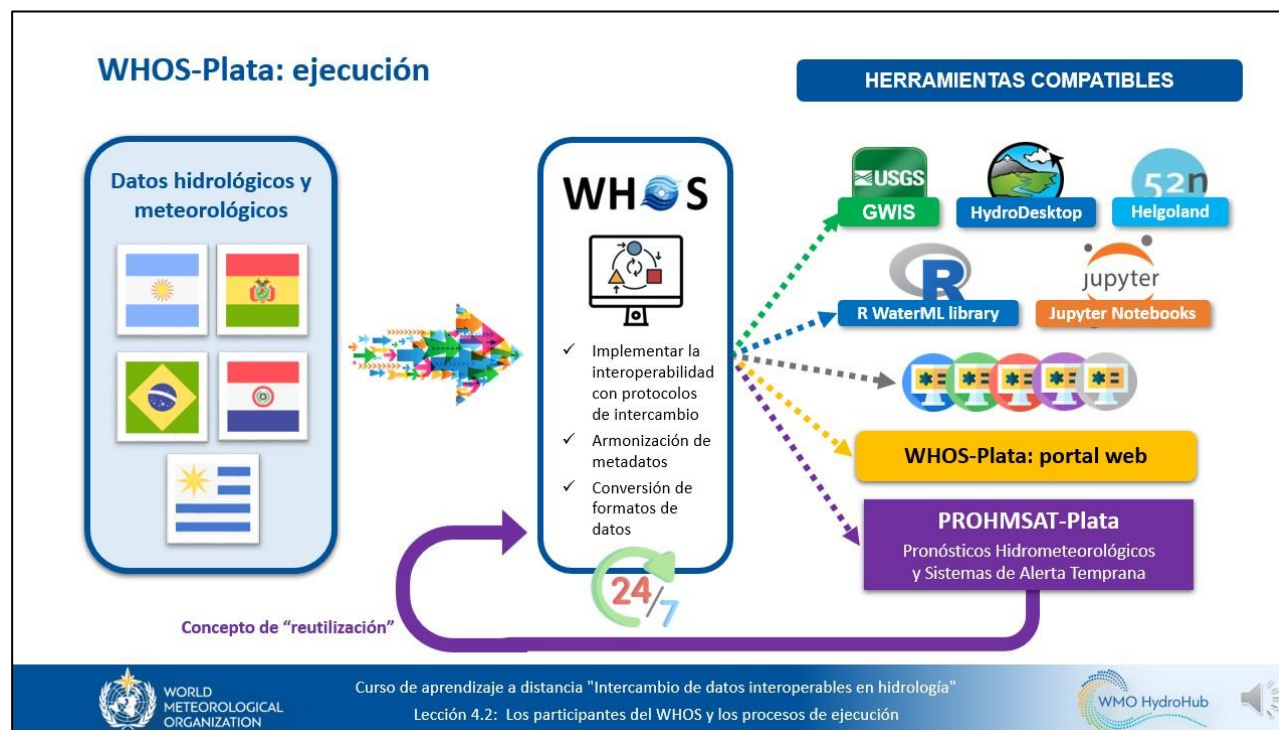 WHOS-Plata: ejecución
HERRAMIENTAS COMPATIBLES
Datos hidrológicos y
meteorológicos
WHOS
✓ Implementar la
interoperabilidad
con protocolos
de intercambio
✓ Armonización de
metadatos
✓ Conversión de
formatos de
datos
24/7
USGS
GWIS
HydroDesktop
52n
Helgoland
R
R WaterML library
jupyter
Jupyter Notebooks
WHOS-Plata: portal web
PROHMSAT-Plata
Pronósticos Hidrometeorológicos
y Sistemas de Alerta Temprana
Concepto de “reutilización”
WORLD
METEOROLOGICAL
ORGANIZATION
Curso de aprendizaje a distancia "Intercambio de datos interoperables en hidrología"
Lección 4.2: Los participantes del WHOS y los procesos de ejecución
WMO HydroHub